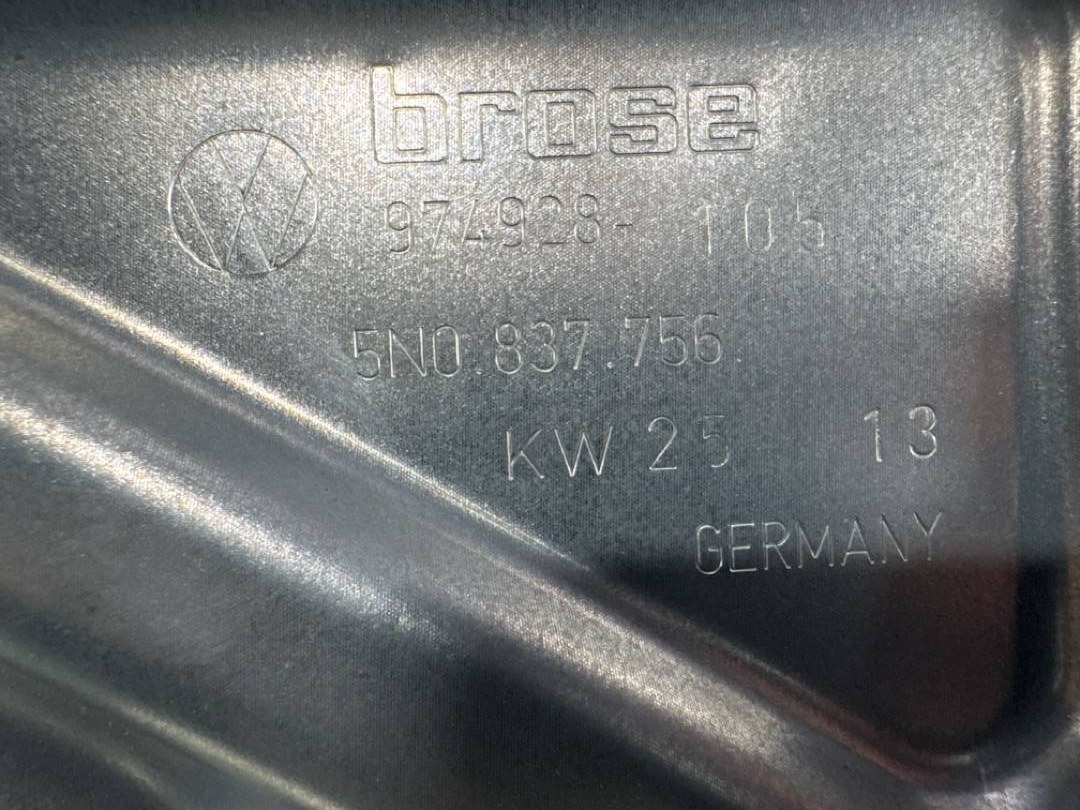 brose
974928- 105
5N0.837.756
KW 25 13
GERMANY